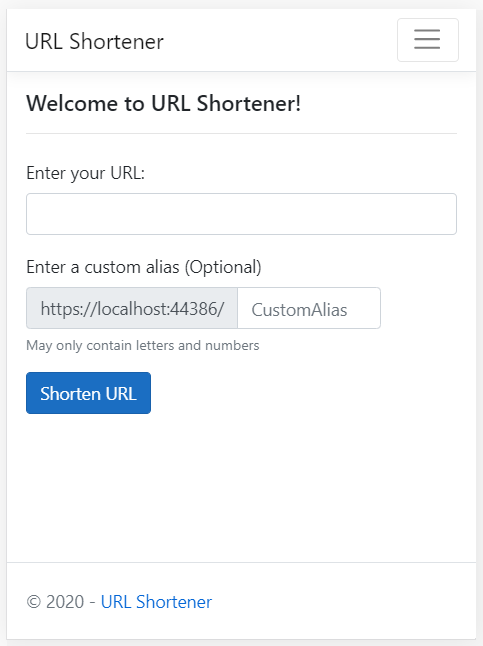 URL Shortener
Welcome to URL Shortener!
Enter your URL:
Enter a custom alias (Optional)
https://localhost:44386/ CustomAlias
May only contain letters and numbers
Shorten URL
© 2020 - URL Shortener